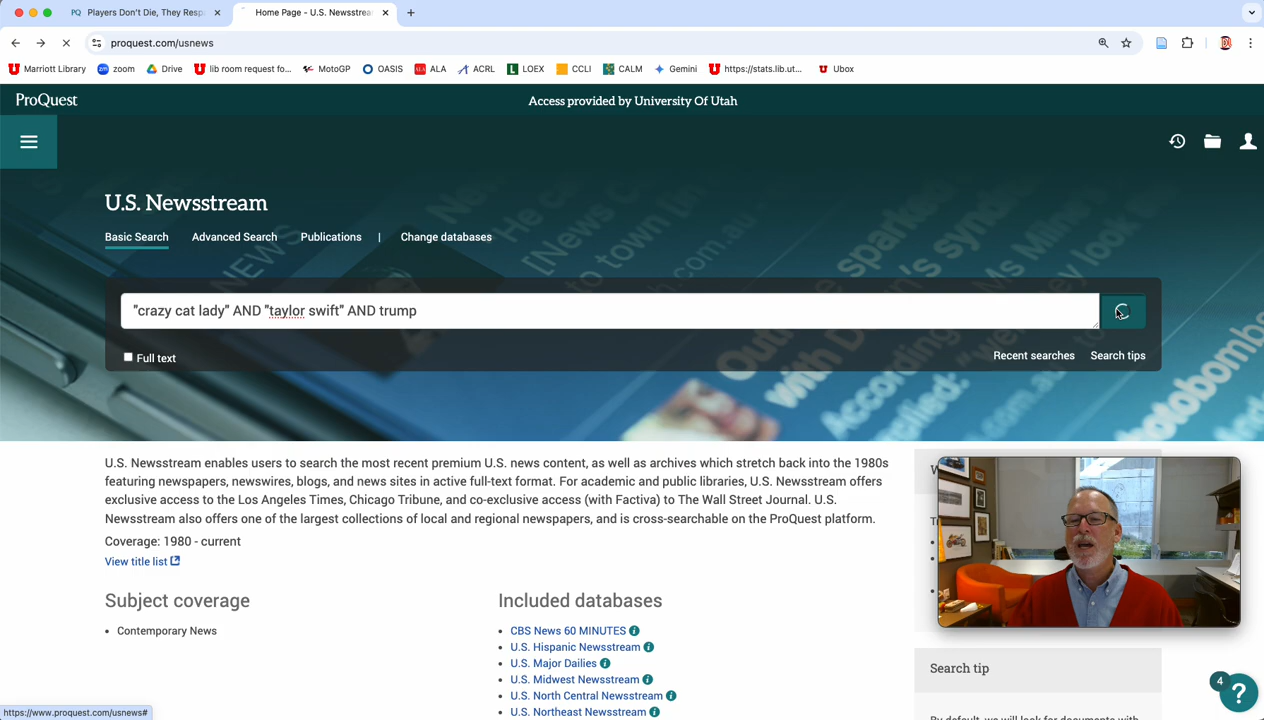 Players Don't Die, They Resp
Home Page - U.S. Newsstrea
proquest.com/usnews
Marriott Library
zoom
Drive
lib room request fo...
MotoGP
OASIS
ALA
ACRL
LOEX
CCLI
CALM
Gemini
https://stats.lib.ut...
Ubox
ProQuest
Access provided by University Of Utah
U.S. Newsstream
Basic Search
Advanced Search
Publications
|
Change databases
"crazy cat lady" AND "taylor swift" AND trump
Full text
Recent searches
Search tips
U.S. Newsstream enables users to search the most recent premium U.S. news content, as well as archives which stretch back into the 1980s
featuring newspapers, newswires, blogs, and news sites in active full-text format. For academic and public libraries, U.S. Newsstream offers
exclusive access to the Los Angeles Times, Chicago Tribune, and co-exclusive access (with Factiva) to The Wall Street Journal. U.S.
Newsstream also offers one of the largest collections of local and regional newspapers, and is cross-searchable on the ProQuest platform.
Coverage: 1980 - current
View title list
Subject coverage
• Contemporary News
Included databases
• CBS News 60 MINUTES
• U.S. Hispanic Newsstream
• U.S. Major Dailies
• U.S. Midwest Newsstream
• U.S. North Central Newsstream
• U.S. Northeast Newsstream
Search tip
4
?
https://www.proquest.com/usnews#